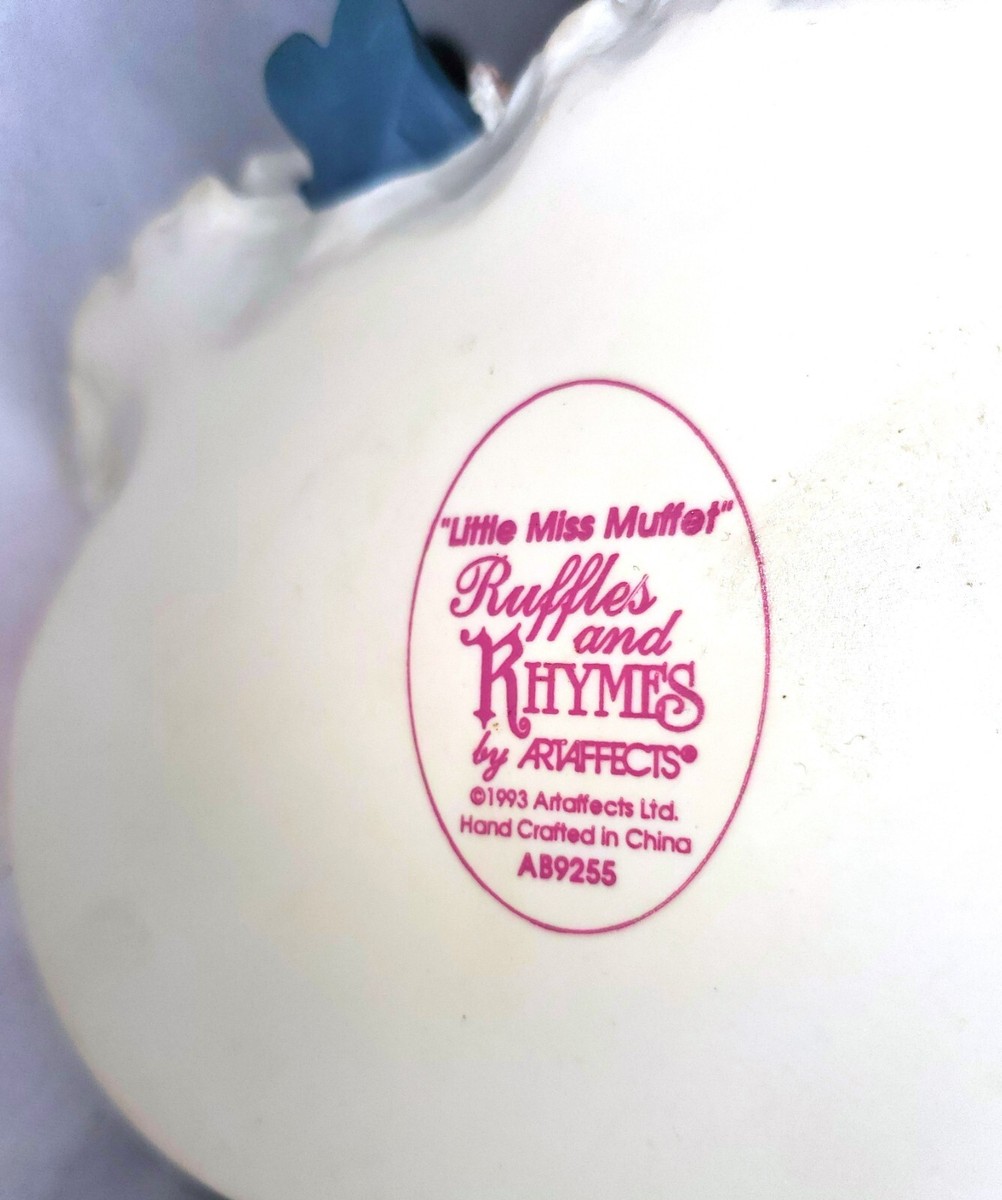 "Little Miss Muffet"
Ruffles
and
RHYMES
by ARTAFFECTS®
©1993 Artaffects Ltd.
Hand Crafted in China
AB9255